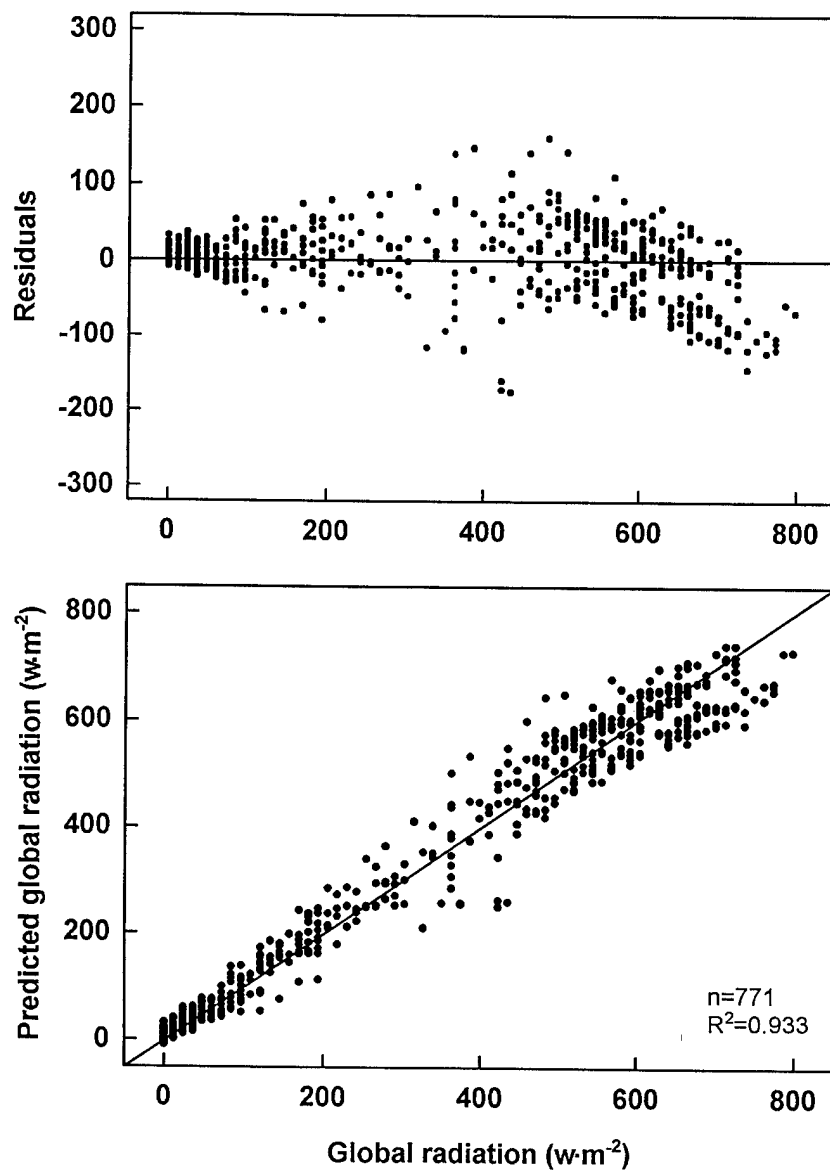 300
200
100
0
-100
-200
-300
Residuals
0 200 400 600 800
800
600
400
200
0
Predicted global radiation (w·m-2)
n=771
R2=0.933
0 200 400 600 800
Global radiation (w·m-2)